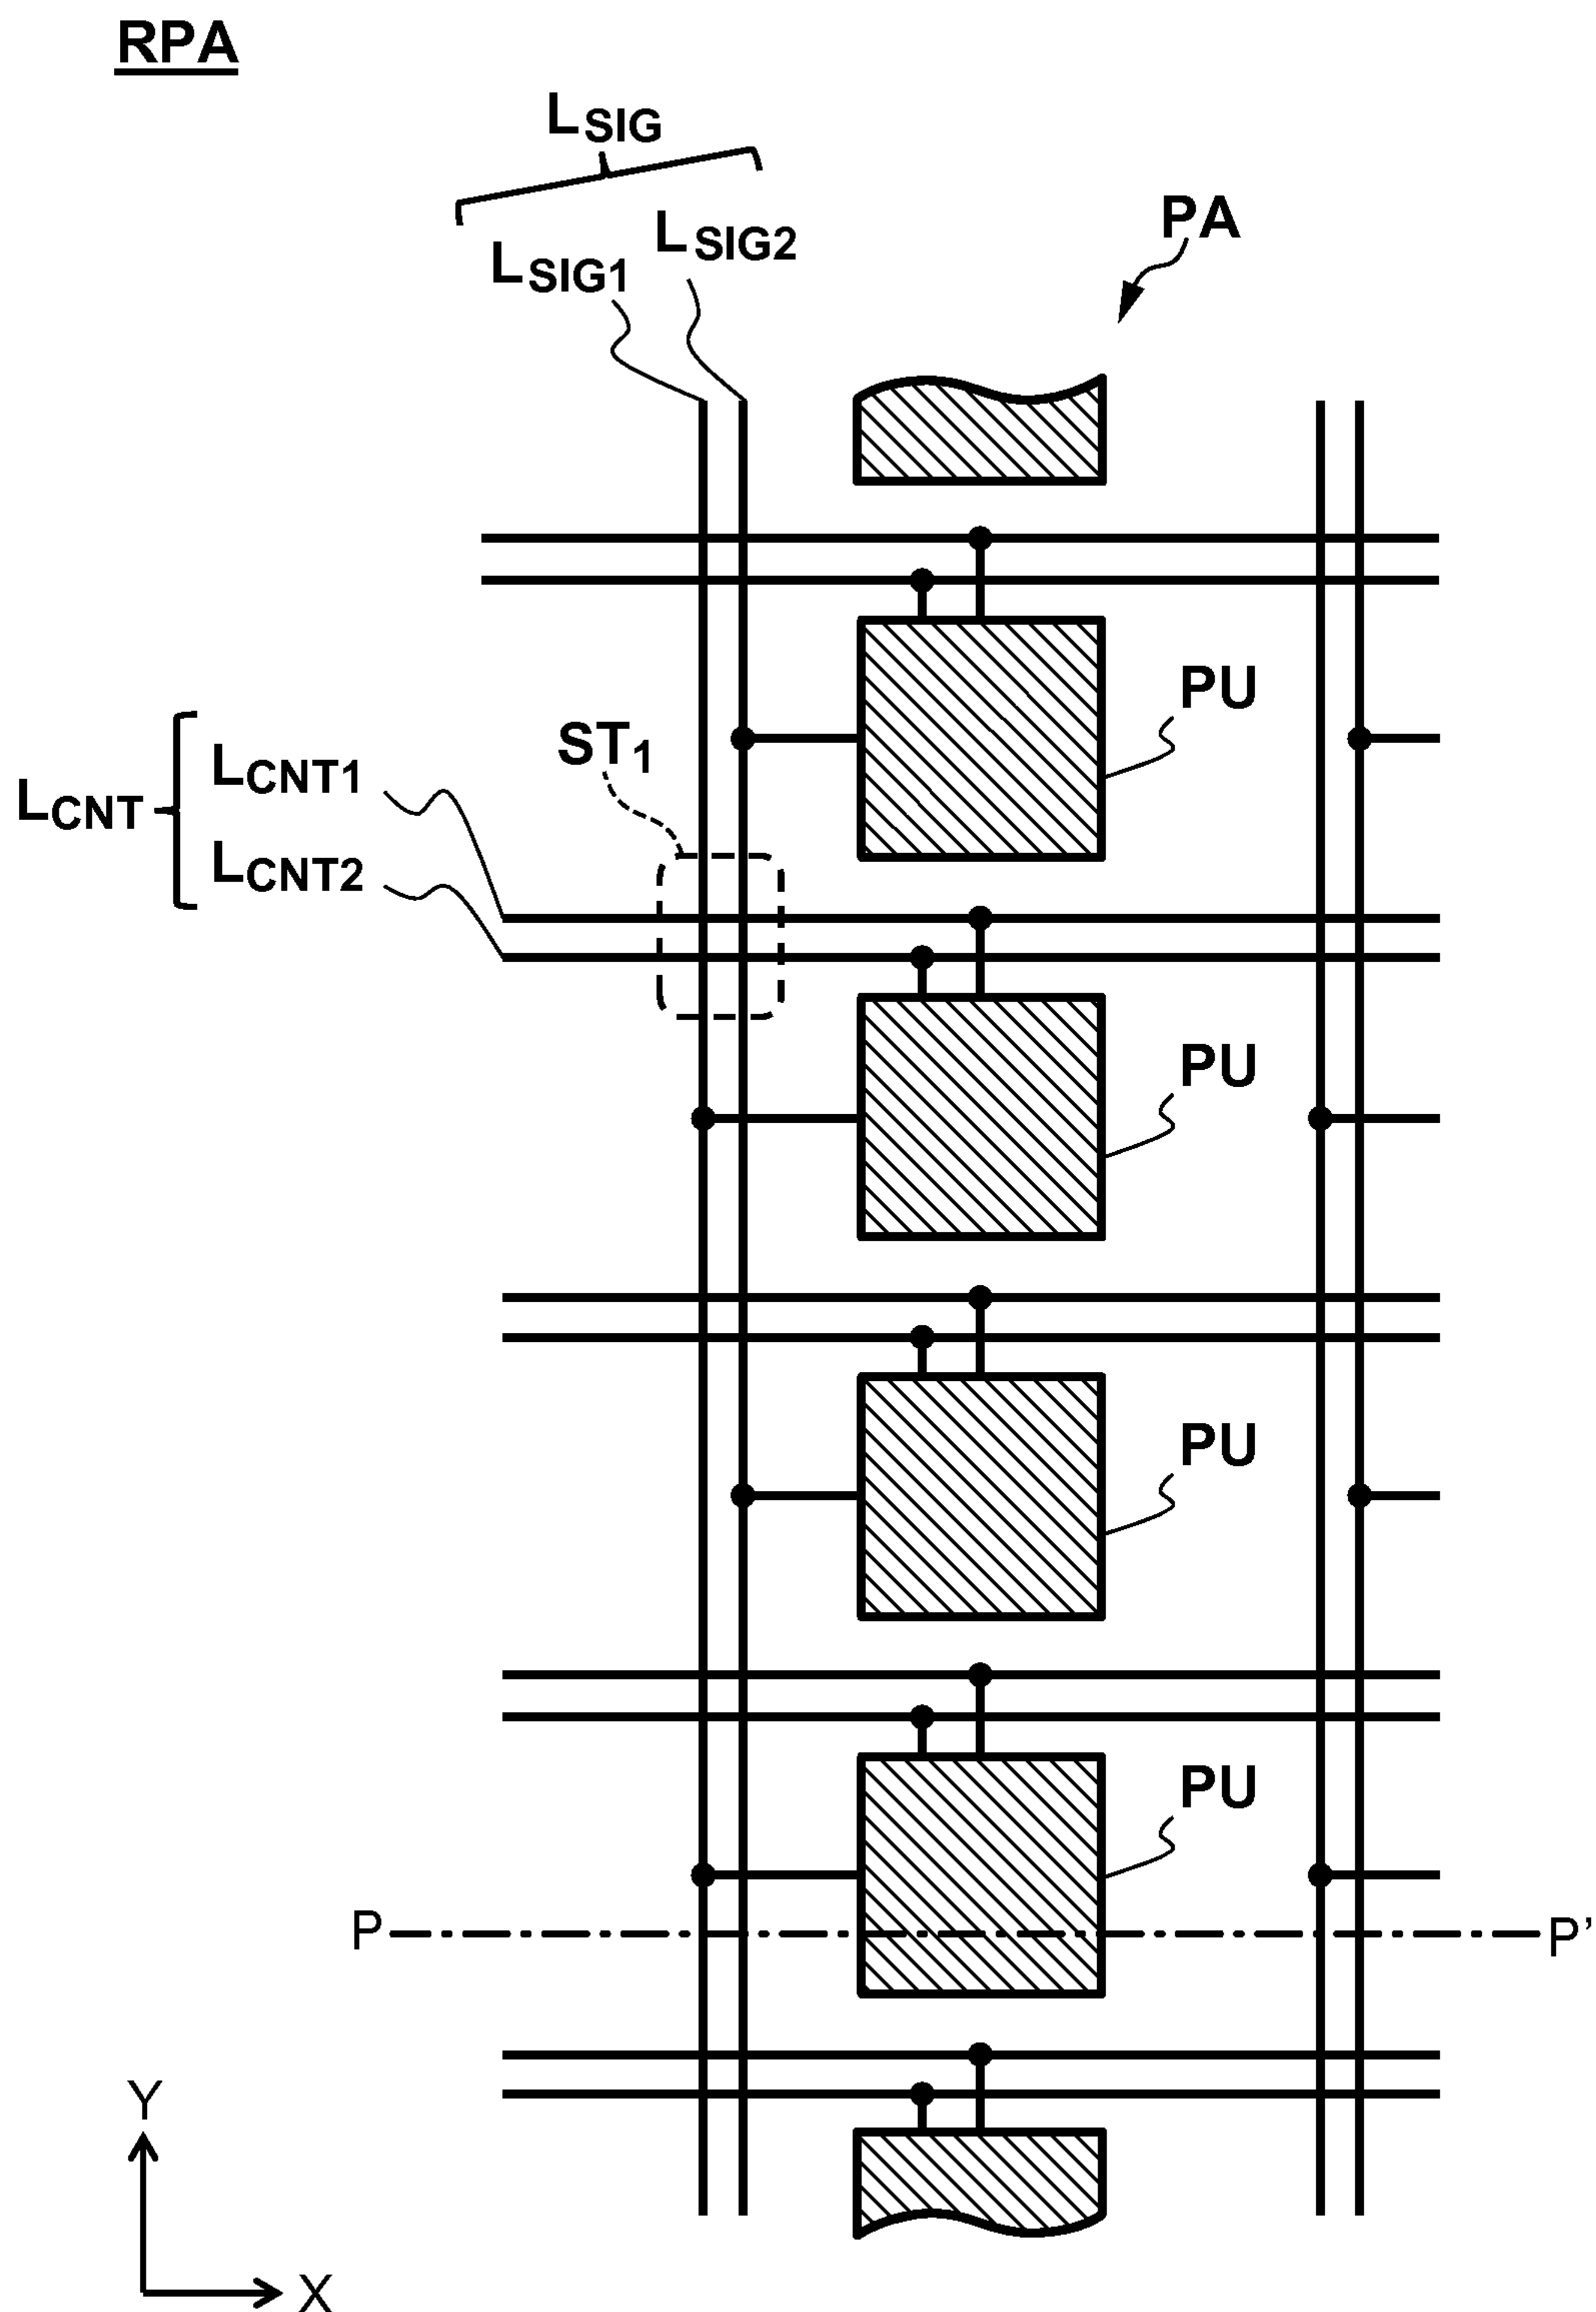 RPA
LSIG
PA
LSIG2
LSIG1
PU
ST1
LCNT1
LCNT
LCNT2
PU
PU
PU
P
P’
Y
X